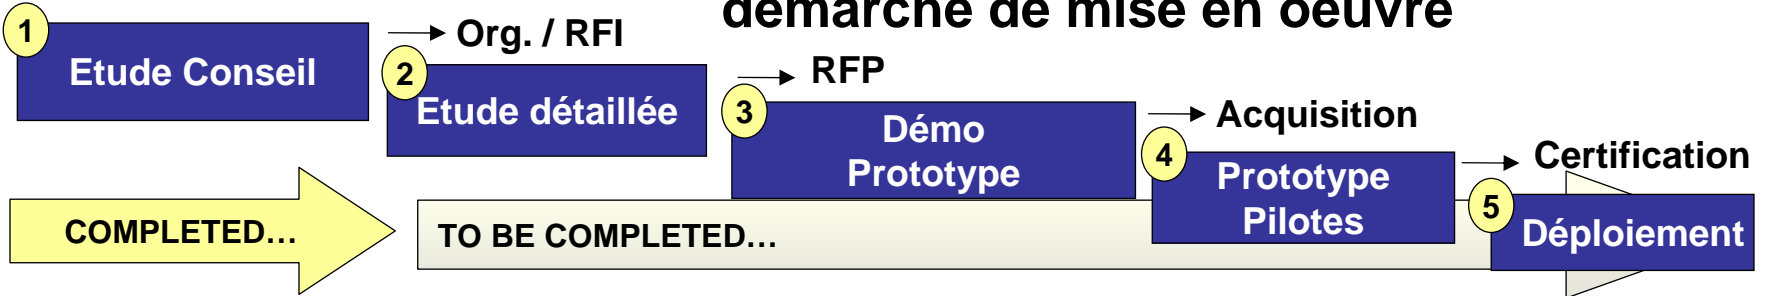 démarche de mise en oeuvre
1
Etude Conseil
Org. / RFI
2
Etude détaillée
RFP
3
Démo
Prototype
Acquisition
4
Prototype
Pilotes
Certification
5
Déploiement
COMPLETED…
TO BE COMPLETED…